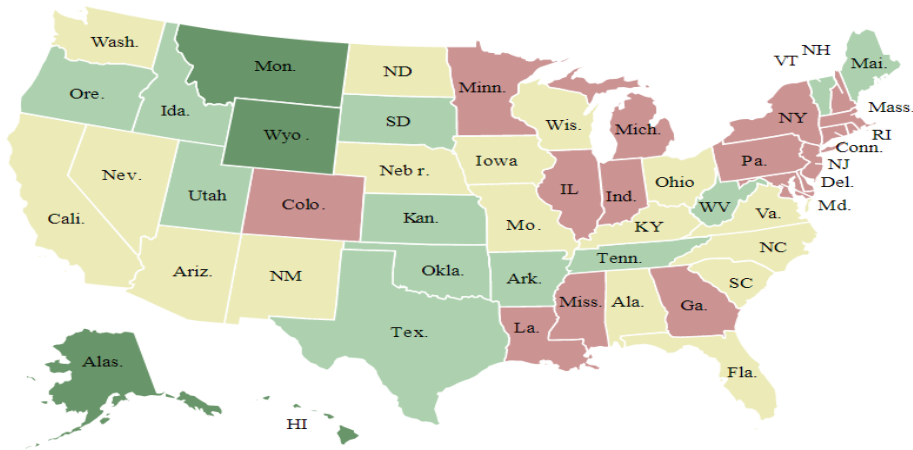 Wash.
Mon.
ND
Minn.
VT
NH
Mai.
Ore.
Ida.
SD
Wis.
Mich.
NY
Mass.
Wyo .
RI
Conn.
Nev.
Neb r.
Iowa
Pa.
NJ
Utah
Colo.
IL
Ind.
Ohio
Del.
Cali.
Kan.
Mo .
KY
WV
Va.
Md.
Ariz.
NM
Okla.
Ark.
Tenn.
NC
SC
Tex.
La.
Miss.
Ala.
Ga.
Alas.
Fla.
HI